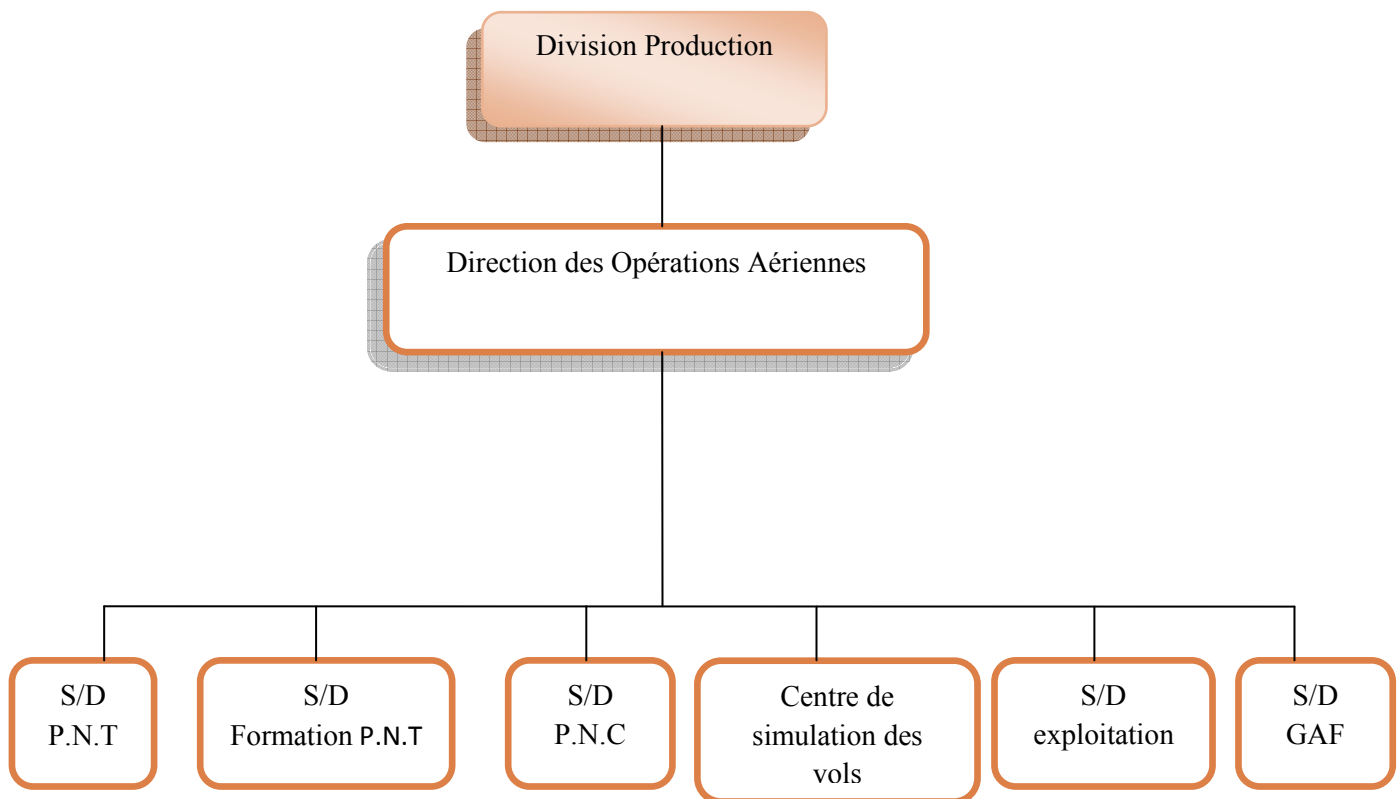 Division Production
Direction des Opérations Aériennes
S/D
P.N.T
S/D
Formation P.N.T
S/D
P.N.C
Centre de
simulation des
vols
S/D
exploitation
S/D
GAF